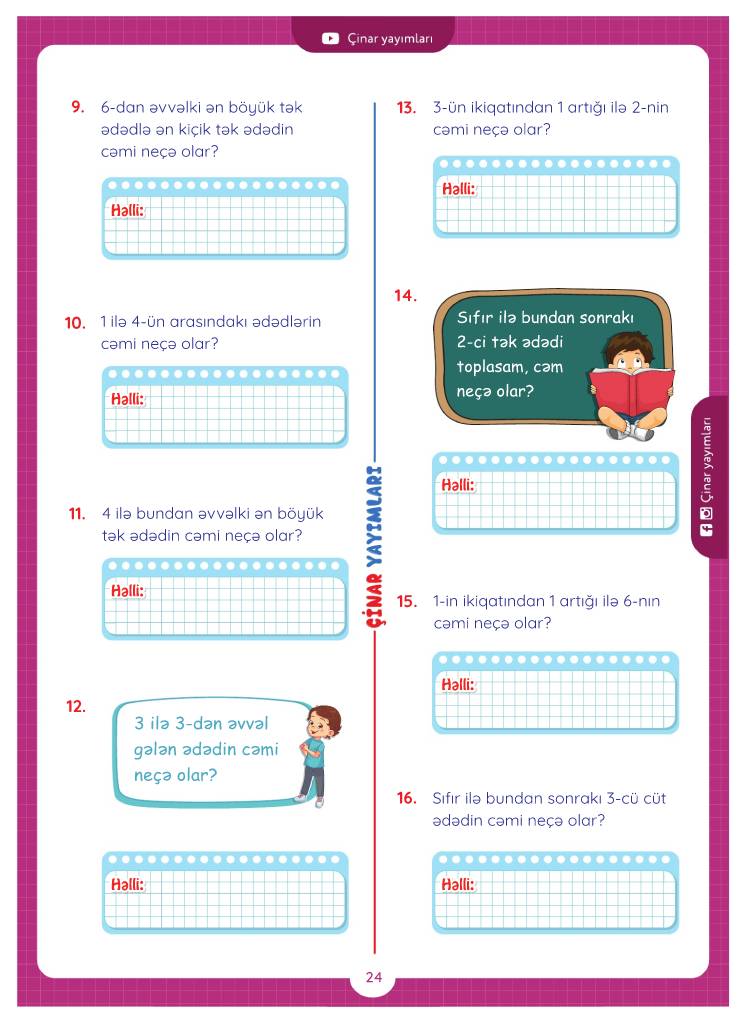 Çinar yayımları
9. 6-dan əvvəlki ən böyük tək
ədədlə ən kiçik tək ədədin
cəmi neçə olar?
Həlli:
10. 1 ilə 4-ün arasındakı ədədlərin
cəmi neçə olar?
Həlli:
11. 4 ilə bundan əvvəlki ən böyük
tək ədədin cəmi neçə olar?
Həlli:
12.
3 ilə 3-dən əvvəl
gələn ədədin cəmi
neçə olar?
Həlli:
ÇİNAR YAYIMLARI
13. 3-ün ikiqatından 1 artığı ilə 2-nin
cəmi neçə olar?
Həlli:
14.
Sıfır ilə bundan sonrakı
2-ci tək ədədi
toplasam, cəm
neçə olar?
Həlli:
15. 1-in ikiqatından 1 artığı ilə 6-nın
cəmi neçə olar?
Həlli:
16. Sıfır ilə bundan sonrakı 3-cü cüt
ədədin cəmi neçə olar?
Həlli:
Çinar yayımları
24